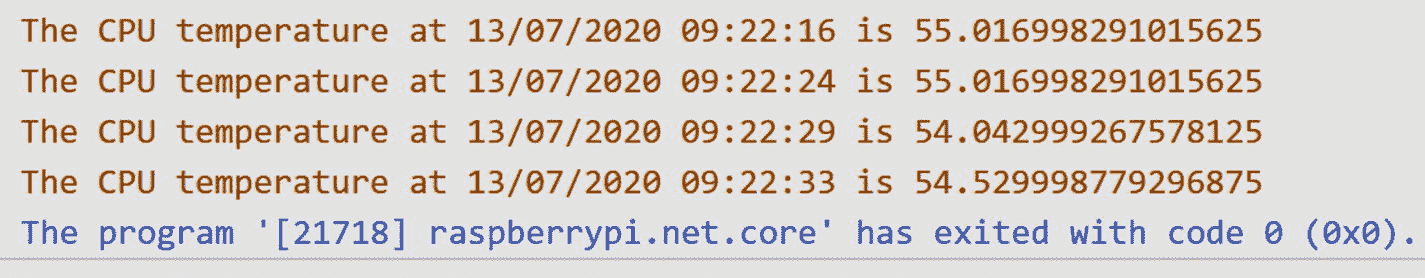 The CPU temperature at 13/07/2020 09:22:16 is 55.016998291015625
The CPU temperature at 13/07/2020 09:22:24 is 55.016998291015625
The CPU temperature at 13/07/2020 09:22:29 is 54.042999267578125
The CPU temperature at 13/07/2020 09:22:33 is 54.529998779296875
The program '[21718] raspberrypi.net.core' has exited with code 0 (0x0).